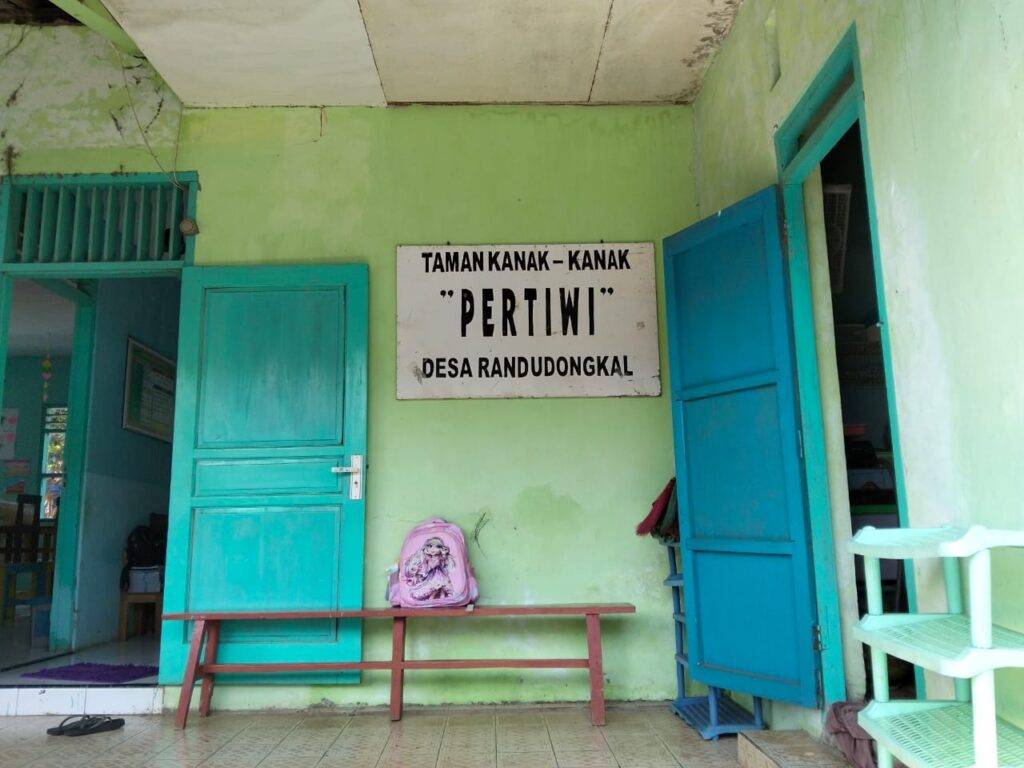 TAMAN KANAK – KANAK
"PERTIWI"
DESA RANDUDONGKAL